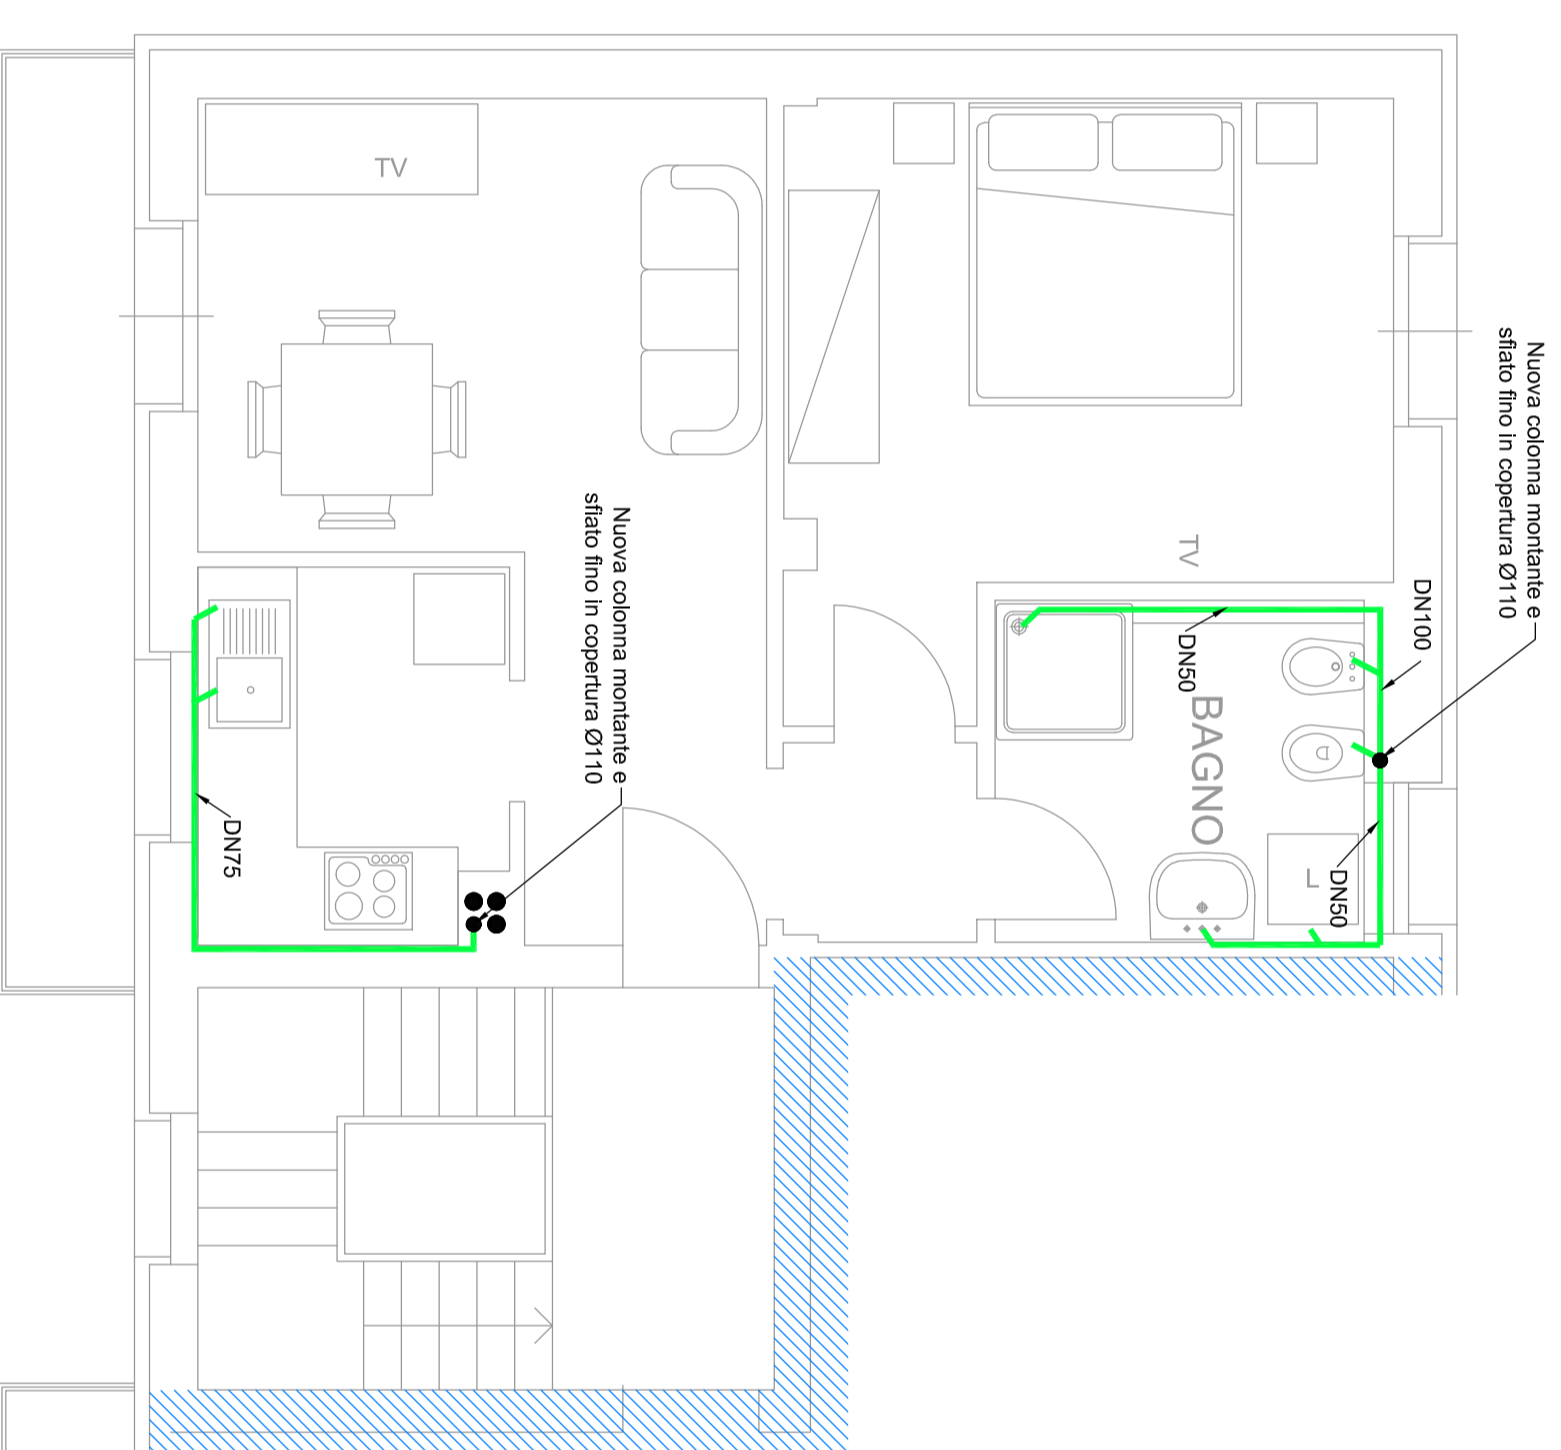 TV
Nuova colonna montante e
sfiato fino in copertura Ø110
TV
DN100
DN50
BAGNO
L
DN50
Nuova colonna montante e
sfiato fino in copertura Ø110
DN75